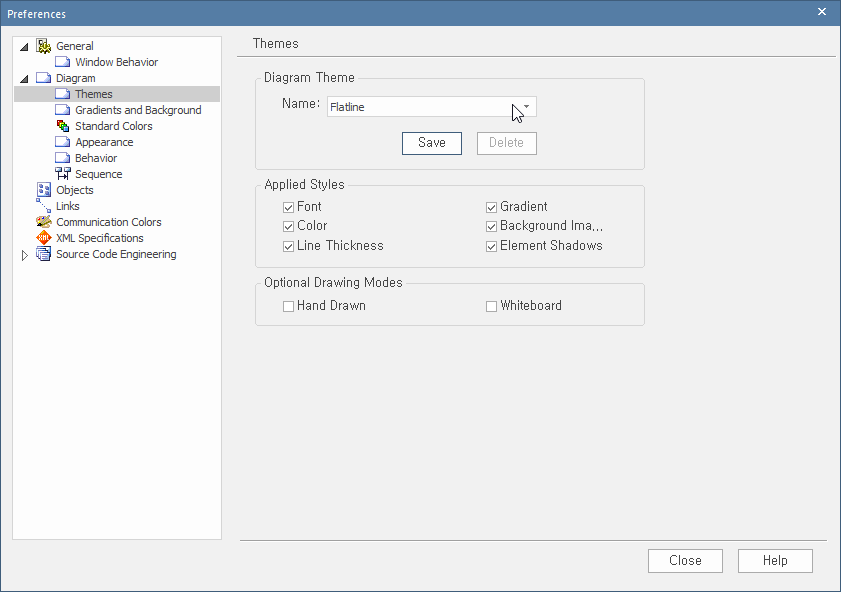 Preferences
General
Window Behavior
Diagram
Themes
Gradients and Background
Standard Colors
Appearance
Behavior
Sequence
Objects
Links
Communication Colors
XML Specifications
Source Code Engineering
Themes
Diagram Theme
Name: Flatline
Save Delete
Applied Styles
Font Gradient
Color Background Ima...
Line Thickness Element Shadows
Optional Drawing Modes
Hand Drawn Whiteboard
Close Help